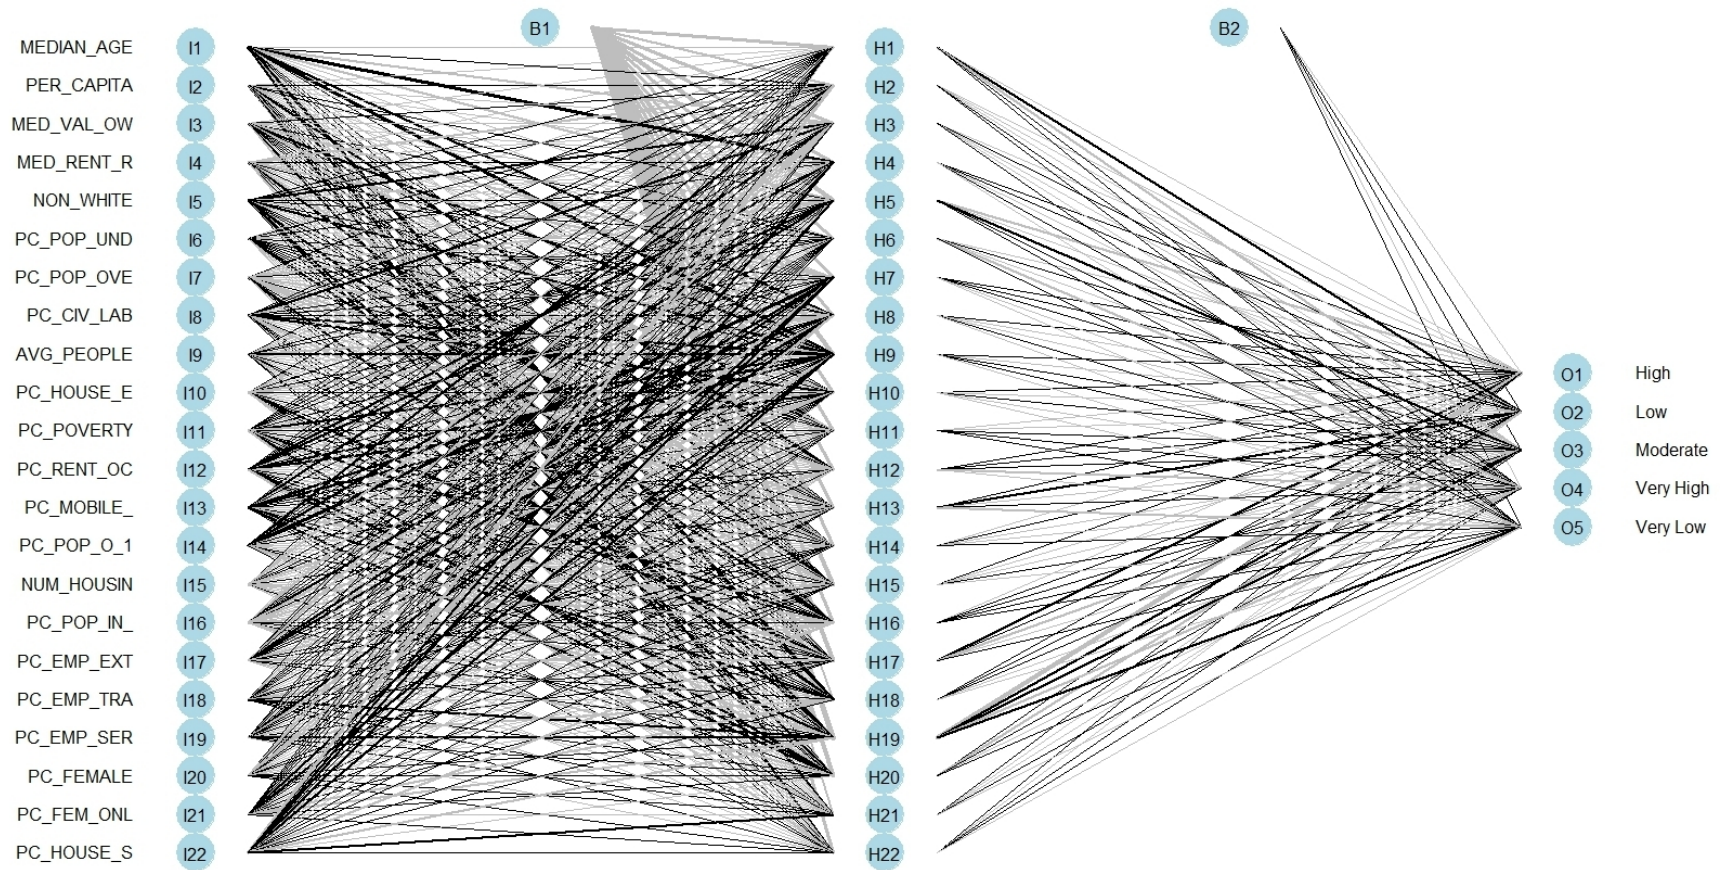 B1 B2
MEDIAN_AGE I1 H1
PER_CAPITA I2 H2
MED_VAL_OW I3 H3
MED_RENT_R I4 H4
NON_WHITE I5 H5
PC_POP_UND I6 H6
PC_POP_OVE I7 H7
PC_CIV_LAB I8 H8
AVG_PEOPLE I9 H9
O1 High
PC_HOUSE_E I10 H10
O2 Low
PC_POVERTY I11 H11
O3 Moderate
PC_RENT_OC I12 H12
O4 Very High
PC_MOBILE_ I13 H13
O5 Very Low
PC_POP_O_1 I14 H14
NUM_HOUSIN I15 H15
PC_POP_IN_ I16 H16
PC_EMP_EXT I17 H17
PC_EMP_TRA I18 H18
PC_EMP_SER I19 H19
PC_FEMALE I20 H20
PC_FEM_ONL I21 H21
PC_HOUSE_S I22 H22